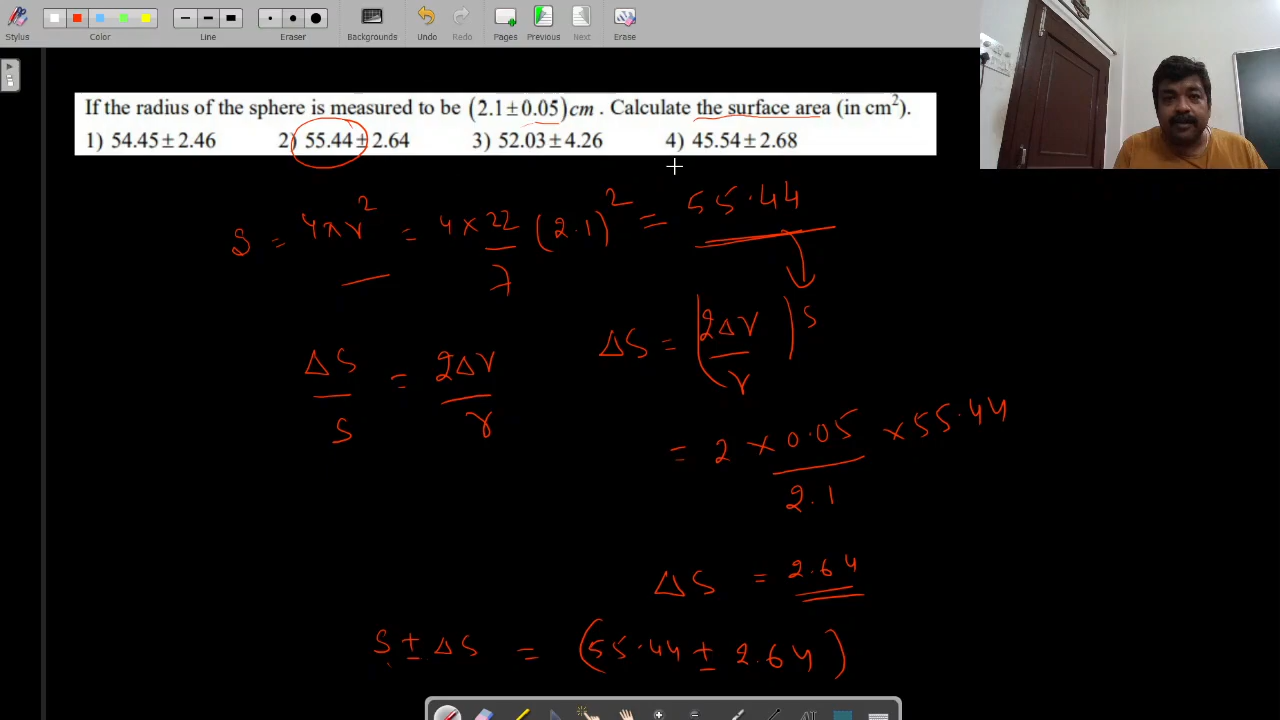 Stylus Color Line Eraser Backgrounds Undo Redo Pages Previous Next Erase
If the radius of the sphere is measured to be (2.1±0.05)cm . Calculate the surface area (in cm²).
1) 54.45±2.46 2) 55.44±2.64 3) 52.03±4.26 4) 45.54±2.68
S = 4πr² = 4×22/7 (2.1)² = 55.44
ΔS/S = 2Δr/r
ΔS = (2Δr/r) S
= 2 × 0.05/2.1 × 55.44
ΔS = 2.64
S ± ΔS = (55.44 ± 2.64)